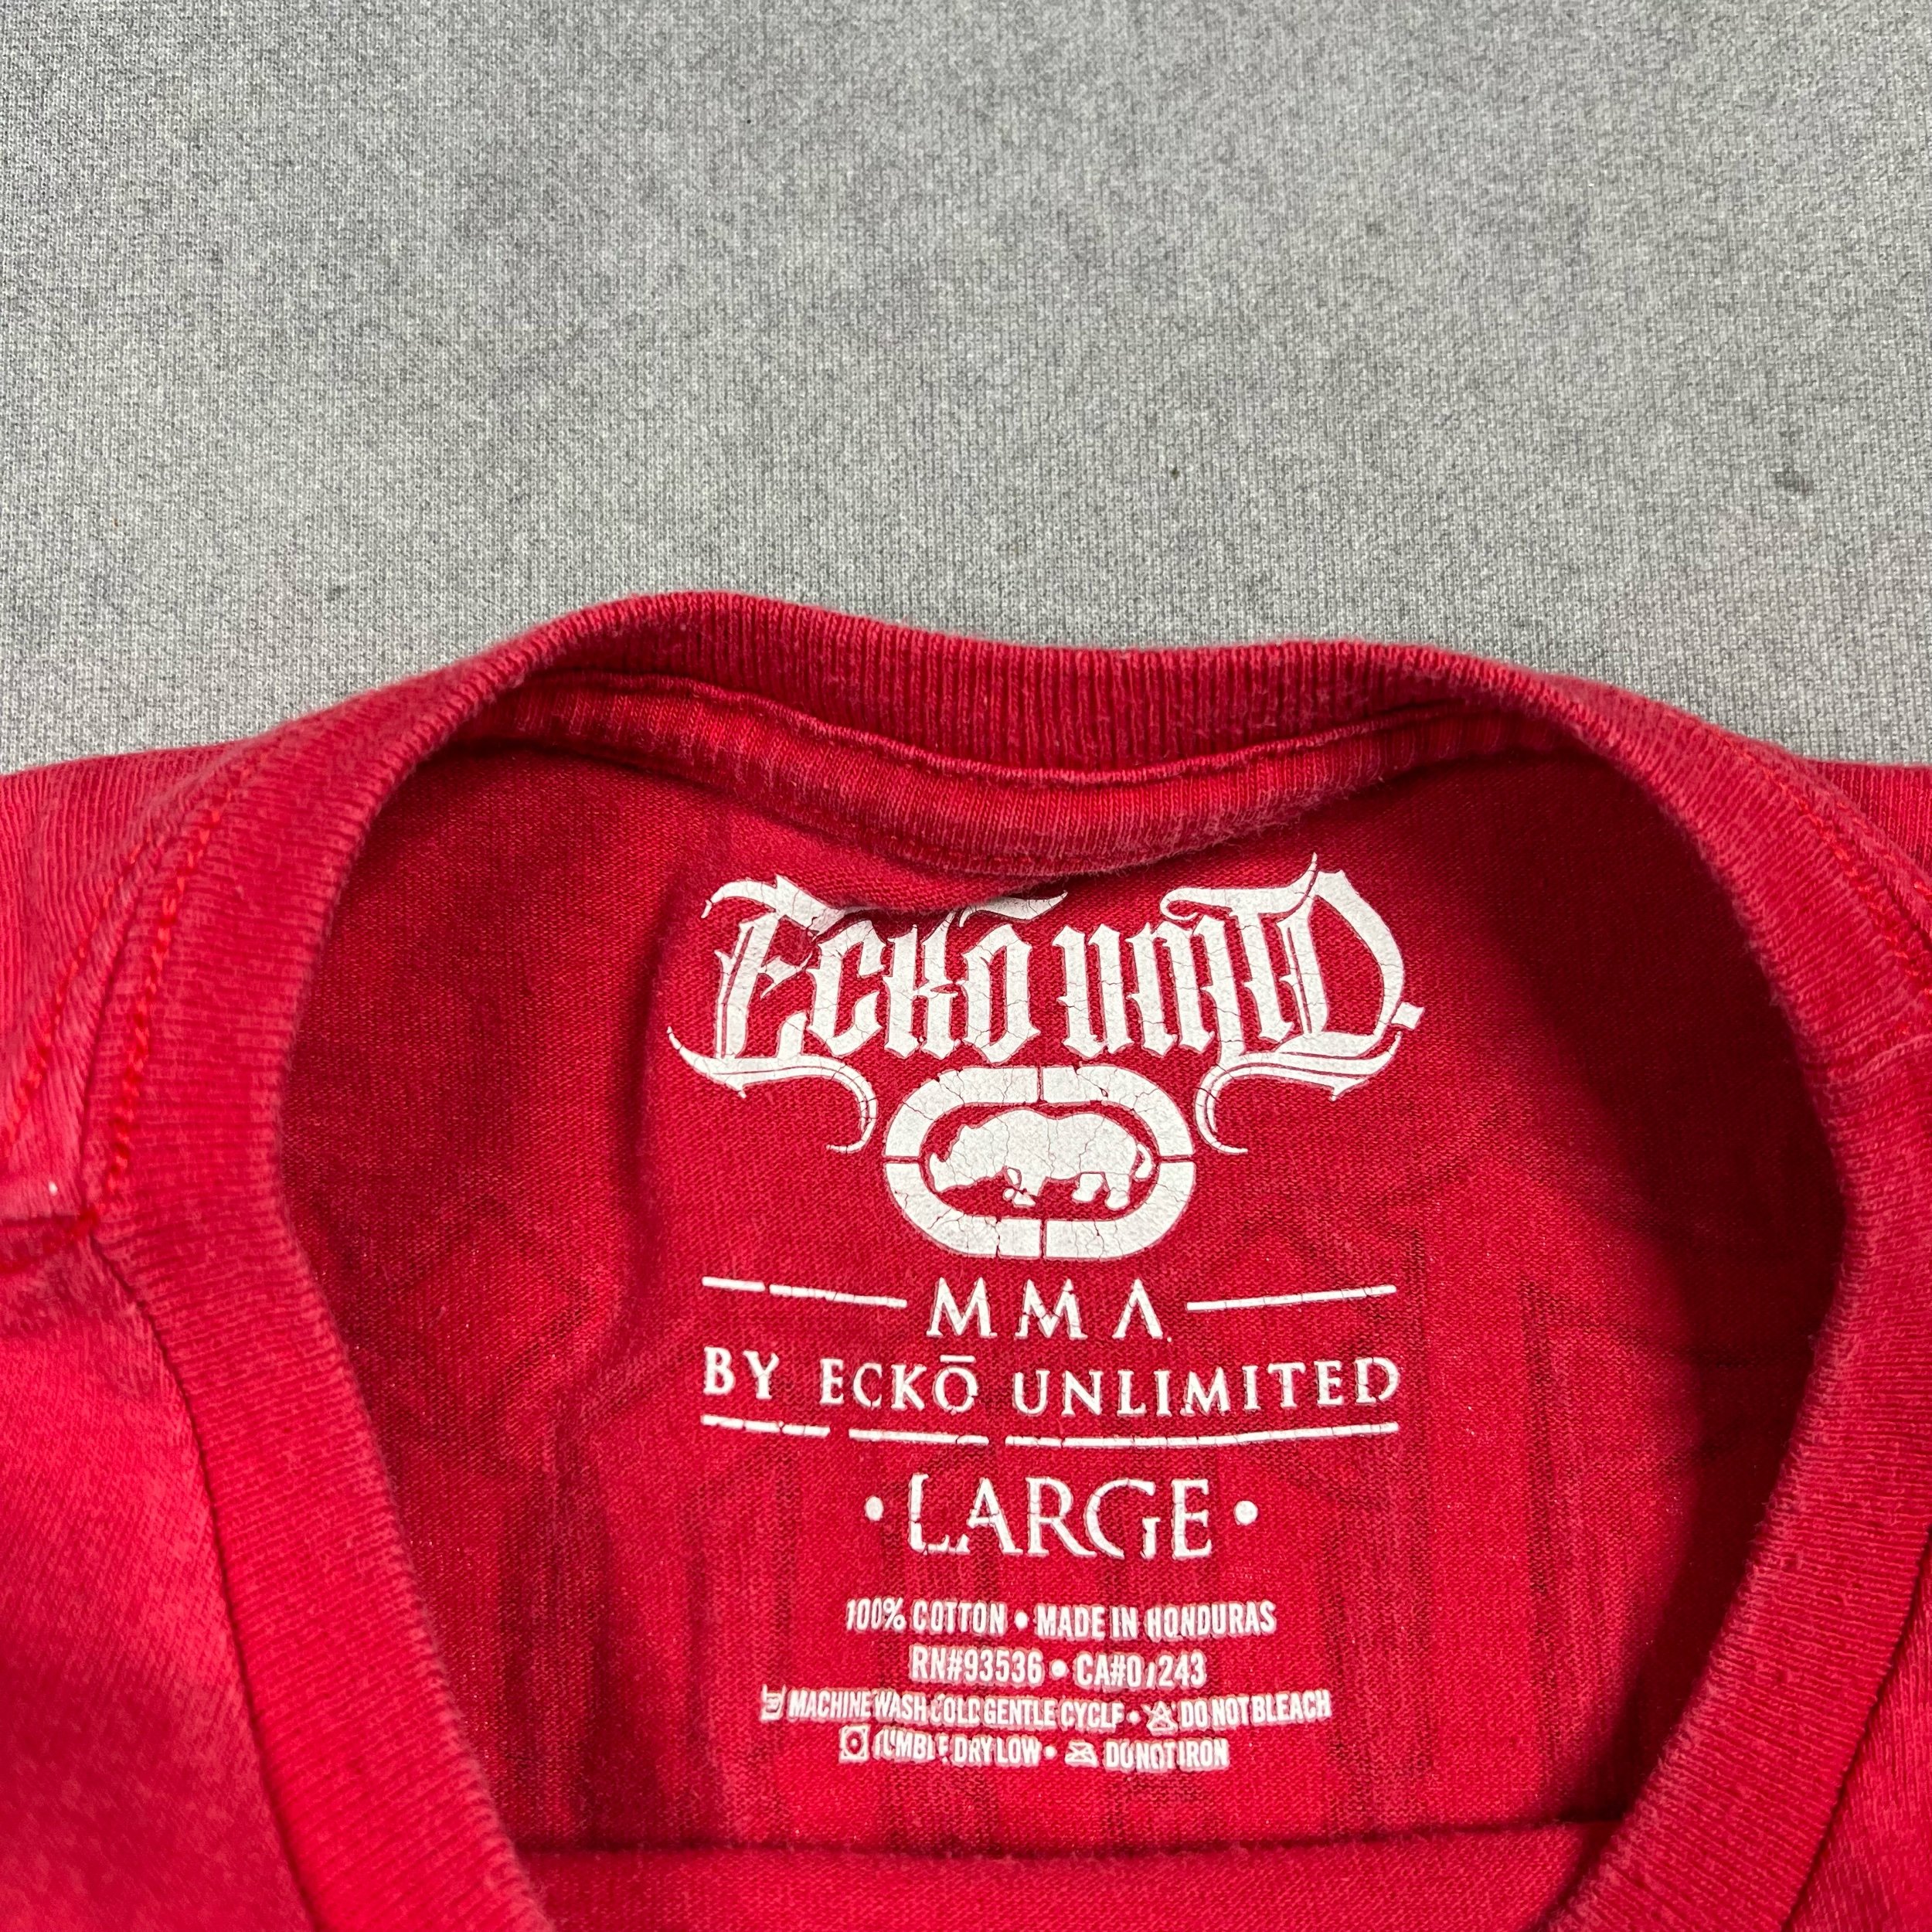 Eckō unltd.
MMA
BY ECKŌ UNLIMITED
• LARGE •
100% COTTON • MADE IN HONDURAS
RN#93536 •
MACHINE WASH COLD GENTLE CYCLE • DO NOT BLEACH
TUMBLE DRY LOW • DO NOT IRON